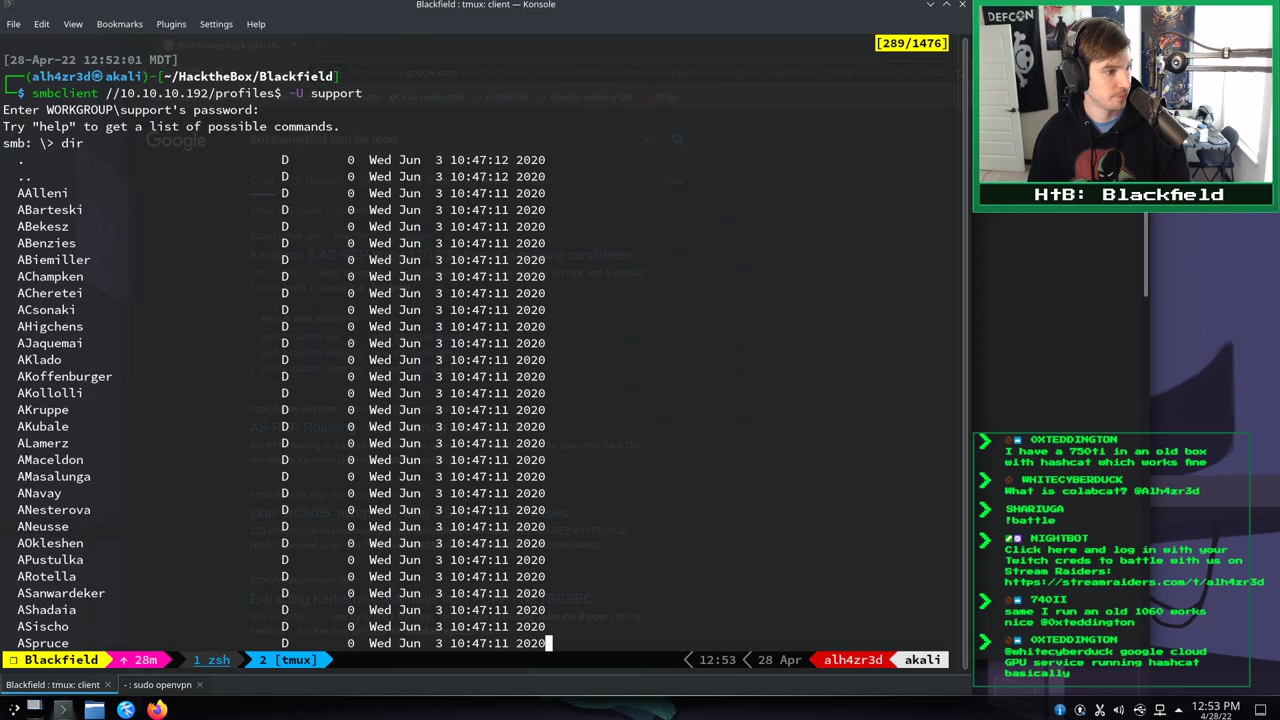 Blackfield : tmux: client — Konsole
File Edit View Bookmarks Plugins Settings Help
[289/1476]
[28-Apr-22 12:52:01 MDT]
(alh4zr3d㉿akali)-[~/HacktheBox/Blackfield]
$ smbclient //10.10.10.192/profiles$ -U support
Enter WORKGROUP\support's password:
Try "help" to get a list of possible commands.
smb: \> dir
. D 0 Wed Jun 3 10:47:12 2020
.. D 0 Wed Jun 3 10:47:12 2020
AAlleni D 0 Wed Jun 3 10:47:11 2020
ABarteski D 0 Wed Jun 3 10:47:11 2020
ABekesz D 0 Wed Jun 3 10:47:11 2020
ABenzies D 0 Wed Jun 3 10:47:11 2020
ABiemiller D 0 Wed Jun 3 10:47:11 2020
AChampken D 0 Wed Jun 3 10:47:11 2020
ACheretei D 0 Wed Jun 3 10:47:11 2020
ACsonaki D 0 Wed Jun 3 10:47:11 2020
AHigchens D 0 Wed Jun 3 10:47:11 2020
AJaquemai D 0 Wed Jun 3 10:47:11 2020
AKlado D 0 Wed Jun 3 10:47:11 2020
AKoffenburger D 0 Wed Jun 3 10:47:11 2020
AKollolli D 0 Wed Jun 3 10:47:11 2020
AKruppe D 0 Wed Jun 3 10:47:11 2020
AKubale D 0 Wed Jun 3 10:47:11 2020
ALamerz D 0 Wed Jun 3 10:47:11 2020
AMaceldon D 0 Wed Jun 3 10:47:11 2020
AMasalunga D 0 Wed Jun 3 10:47:11 2020
ANavay D 0 Wed Jun 3 10:47:11 2020
ANesterova D 0 Wed Jun 3 10:47:11 2020
ANeusse D 0 Wed Jun 3 10:47:11 2020
AOkleshen D 0 Wed Jun 3 10:47:11 2020
APustulka D 0 Wed Jun 3 10:47:11 2020
ARotella D 0 Wed Jun 3 10:47:11 2020
ASanwardeker D 0 Wed Jun 3 10:47:11 2020
AShadaia D 0 Wed Jun 3 10:47:11 2020
ASischo D 0 Wed Jun 3 10:47:11 2020
ASpruce D 0 Wed Jun 3 10:47:11 2020
Blackfield ↑ 28m 1 zsh 2 [tmux] 12:53 28 Apr alh4zr3d akali
Blackfield : tmux: client - : sudo openvpn
DEFCON
H†B: Blackfield
0XTEDDINGTON
I have a 750ti in an old box
with hashcat which works fine
WHITECYBERDUCK
What is colabcat? @Alh4zr3d
SHARIUGA
!battle
NIGHTBOT
Click here and log in with your
Twitch creds to battle with us on
Stream Raiders:
https://streamraiders.com/t/alh4zr3d
740II
same I run an old 1060 works
nice @0xteddington
0XTEDDINGTON
@whitecyberduck google cloud
GPU service running hashcat
basically
12:53 PM
4/28/22